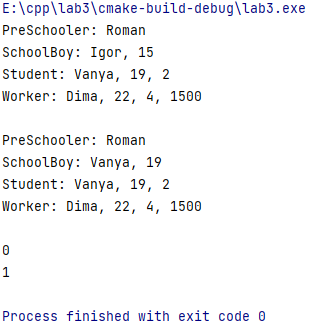 E:\cpp\lab3\cmake-build-debug\lab3.exe
PreSchooler: Roman
SchoolBoy: Igor, 15
Student: Vanya, 19, 2
Worker: Dima, 22, 4, 1500
PreSchooler: Roman
SchoolBoy: Vanya, 19
Student: Vanya, 19, 2
Worker: Dima, 22, 4, 1500
0
1
Process finished with exit code 0